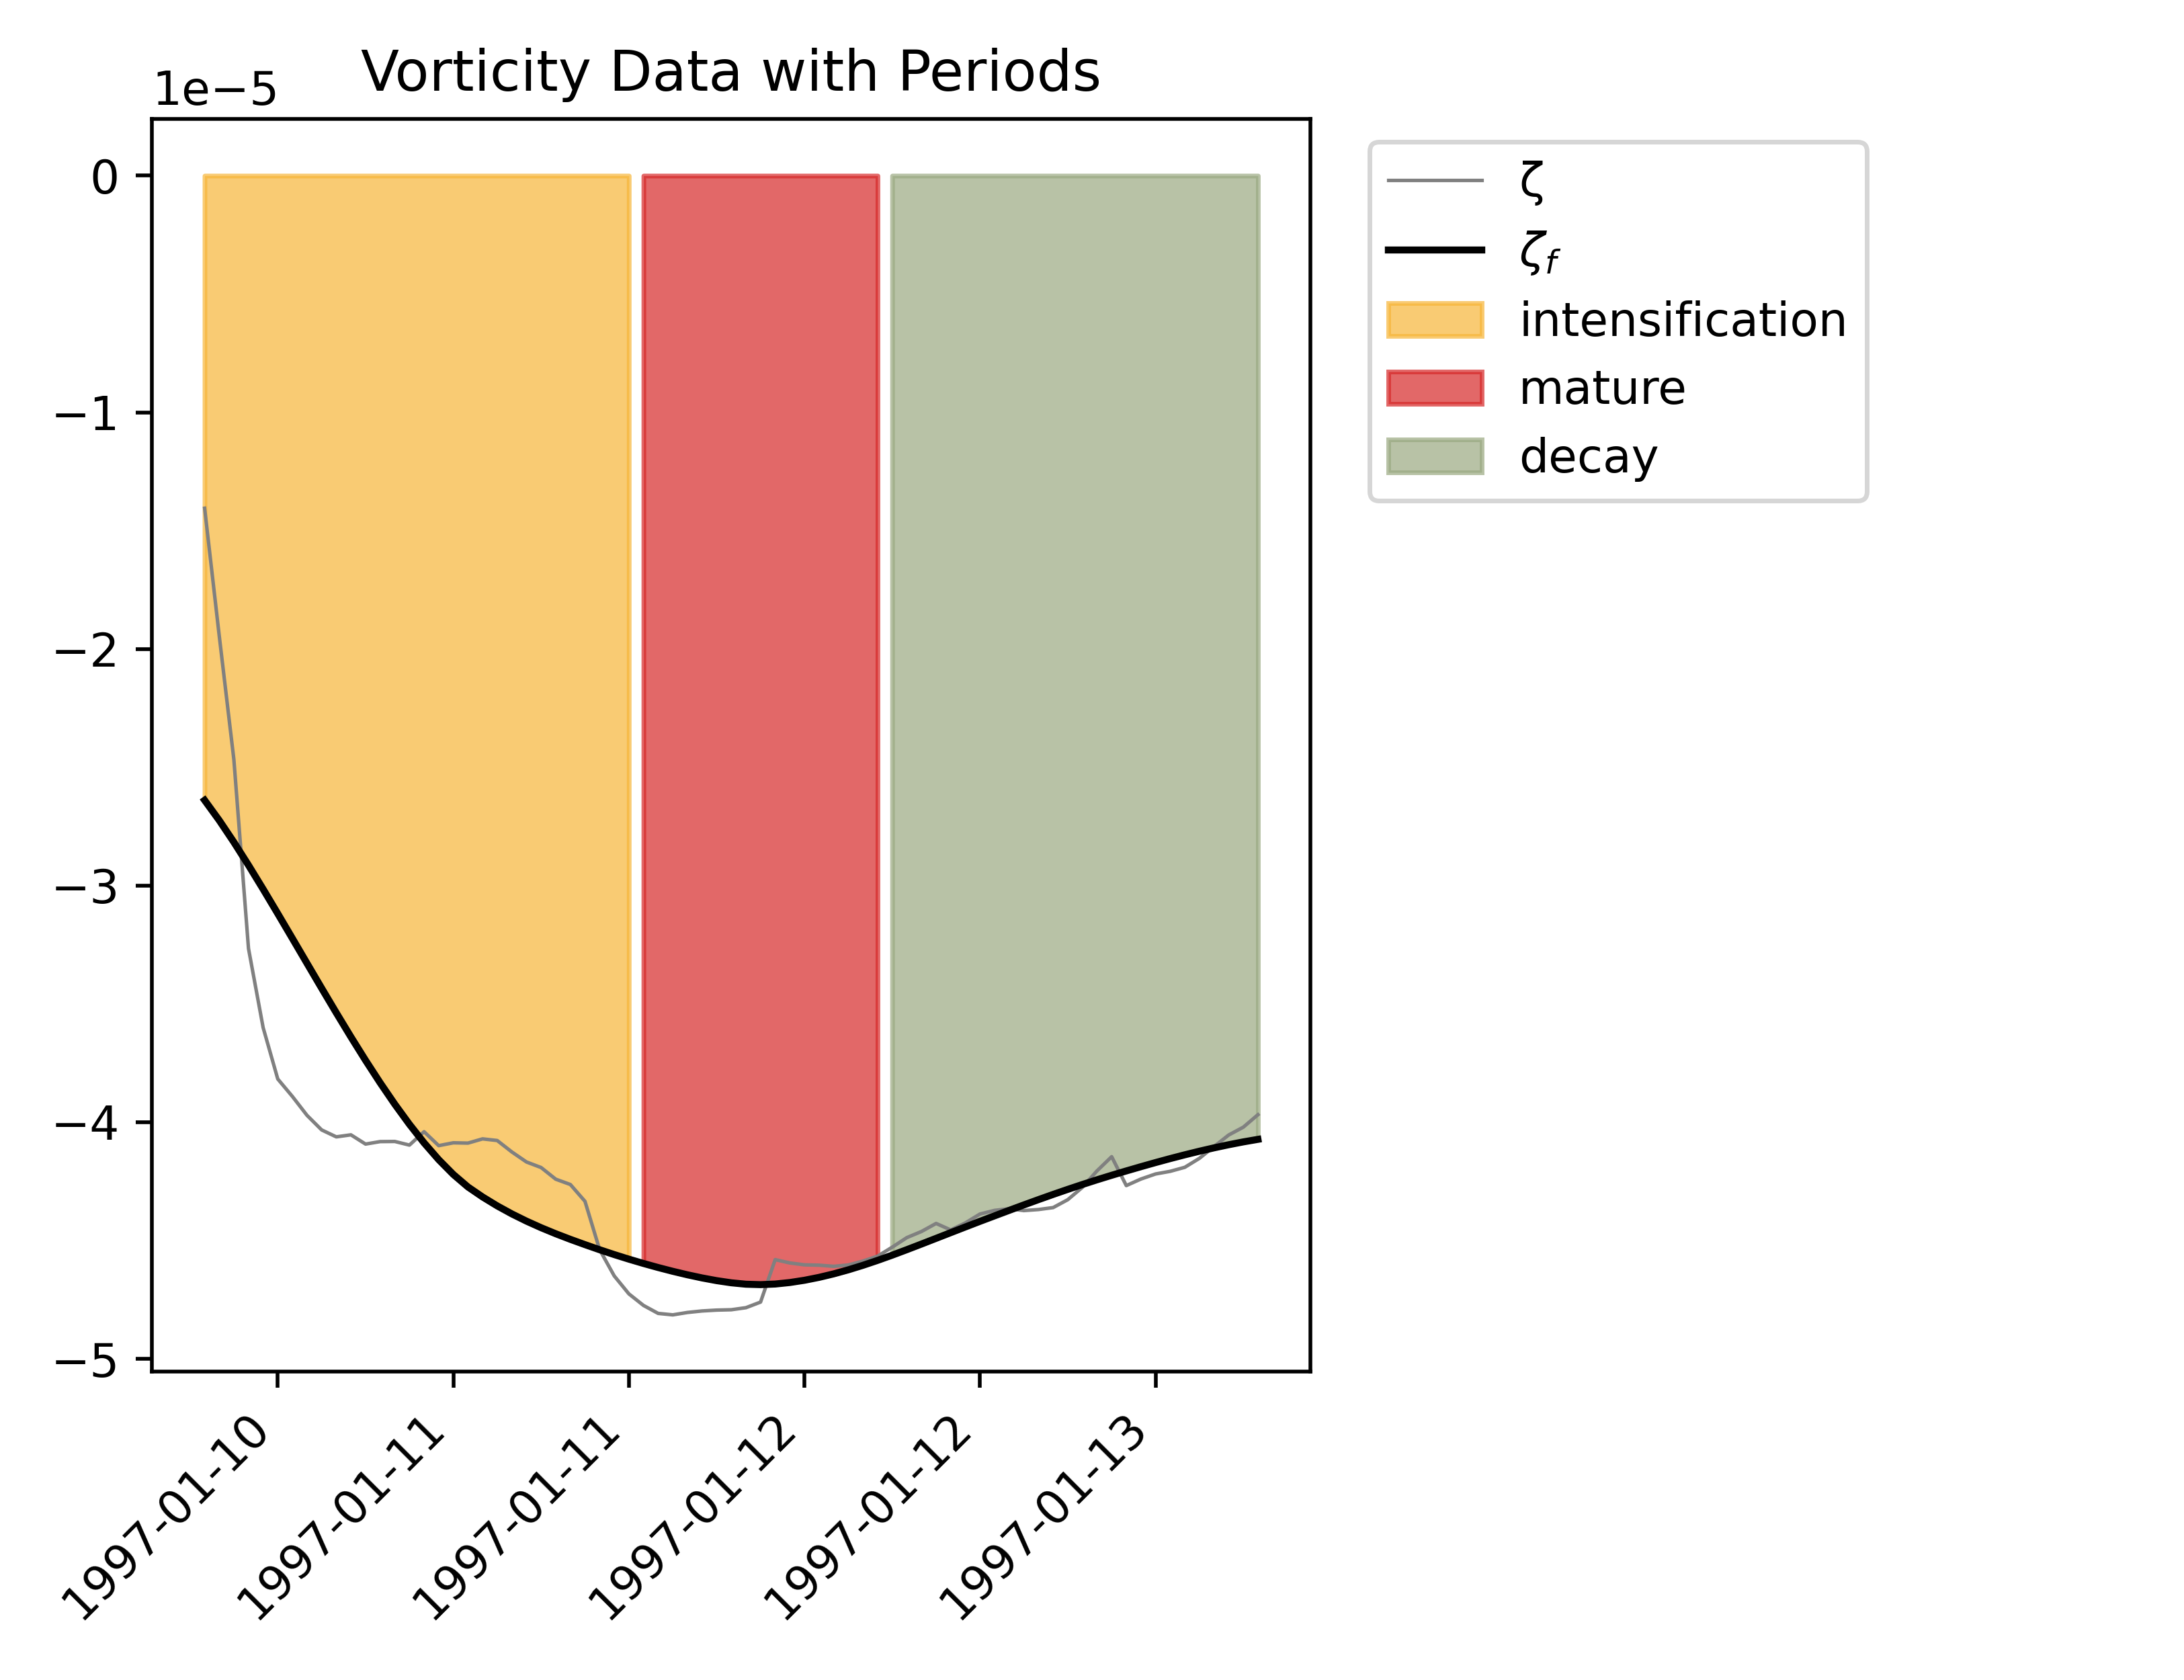 Vorticity Data with Periods
1e−5
0
−1
−2
−3
−4
−5
1997-01-10
1997-01-11
1997-01-11
1997-01-12
1997-01-12
1997-01-13
ζ
ζf
intensification
mature
decay